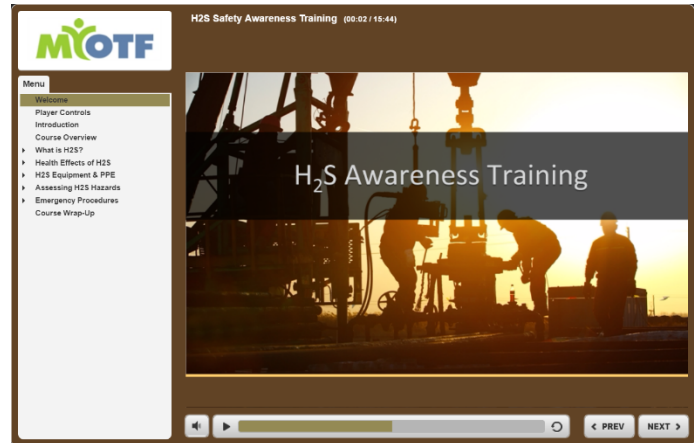 MYOTF
H2S Safety Awareness Training (00:02 / 15:44)
Menu
Welcome
Player Controls
Introduction
Course Overview
What is H2S?
Health Effects of H2S
H2S Equipment & PPE
Assessing H2S Hazards
Emergency Procedures
Course Wrap-Up
H₂S Awareness Training
< PREV
NEXT >